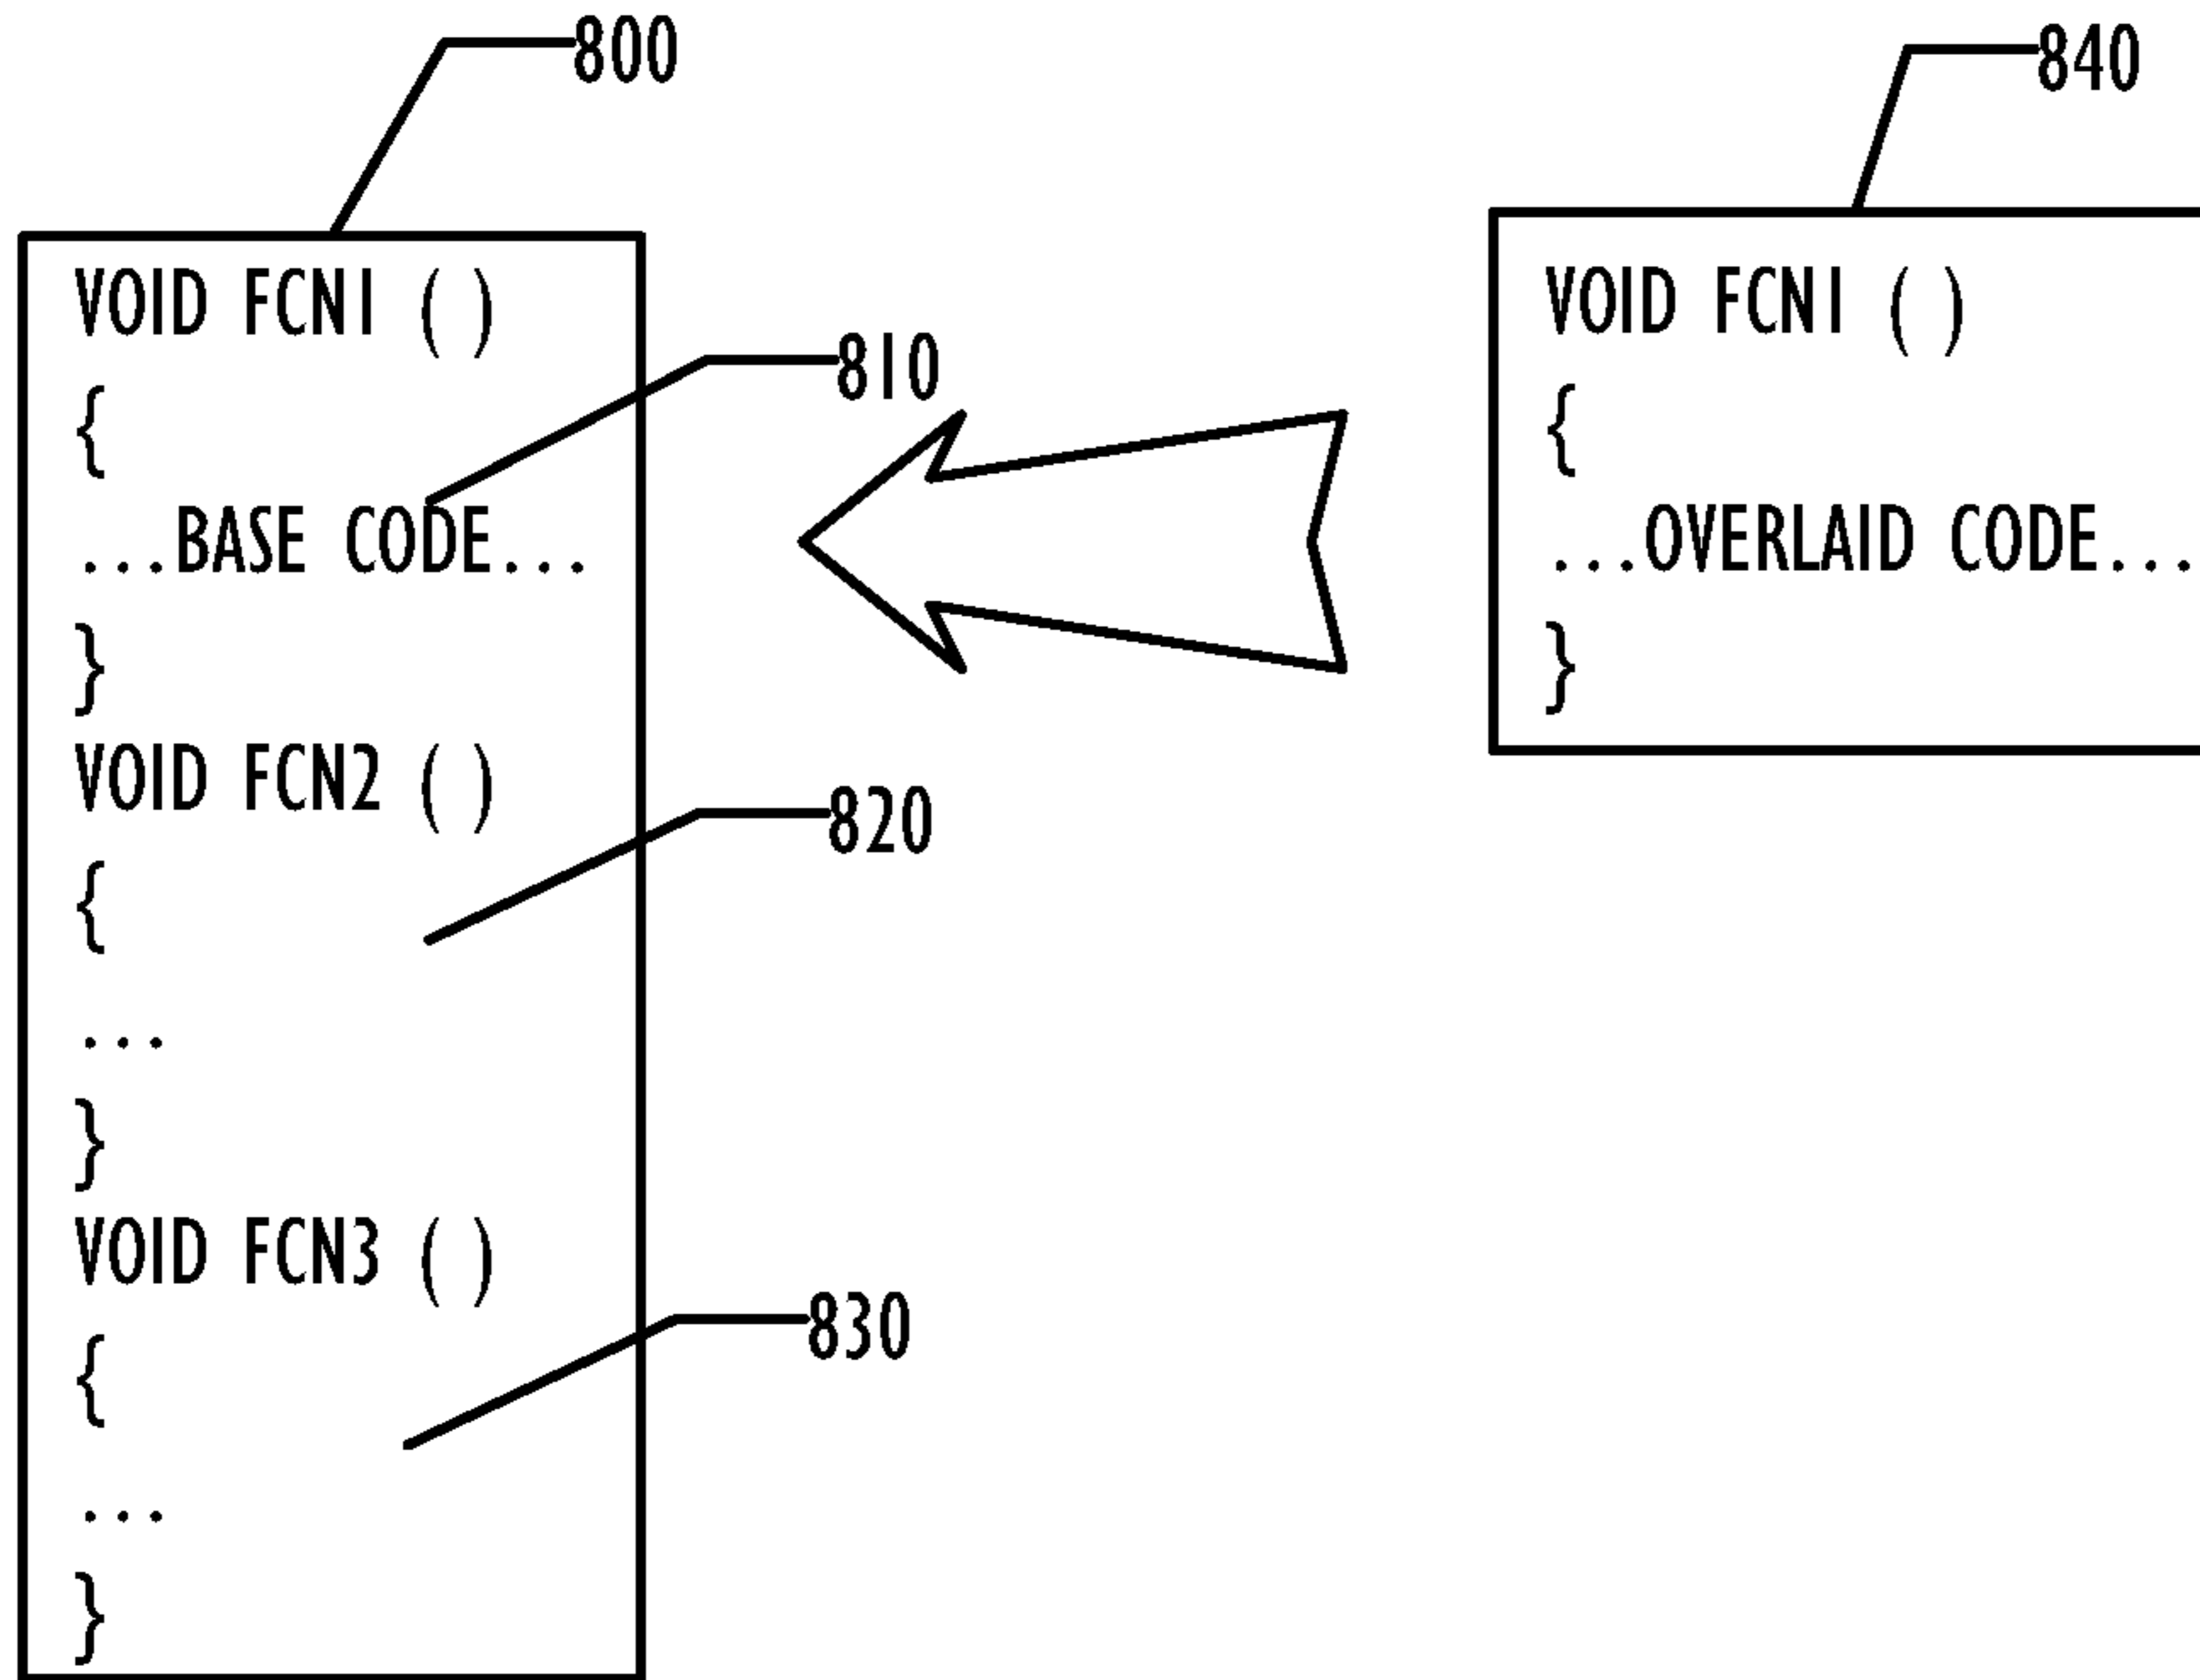 800
840
VOID FCN1 ( )
{
...BASE CODE...
}
VOID FCN2 ( )
{
...
}
VOID FCN3 ( )
{
...
}
810
820
830
VOID FCN1 ( )
{
...OVERLAID CODE...
}